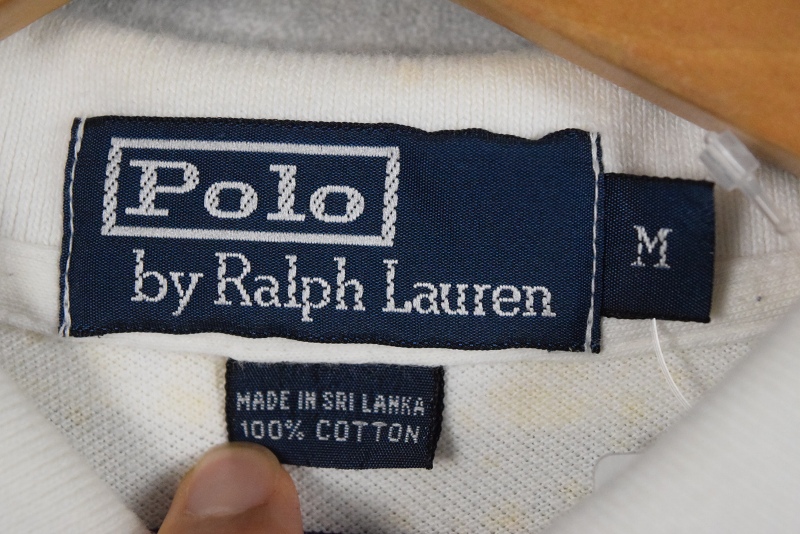 Polo
by Ralph Lauren
M
MADE IN SRI LANKA
100% COTTON